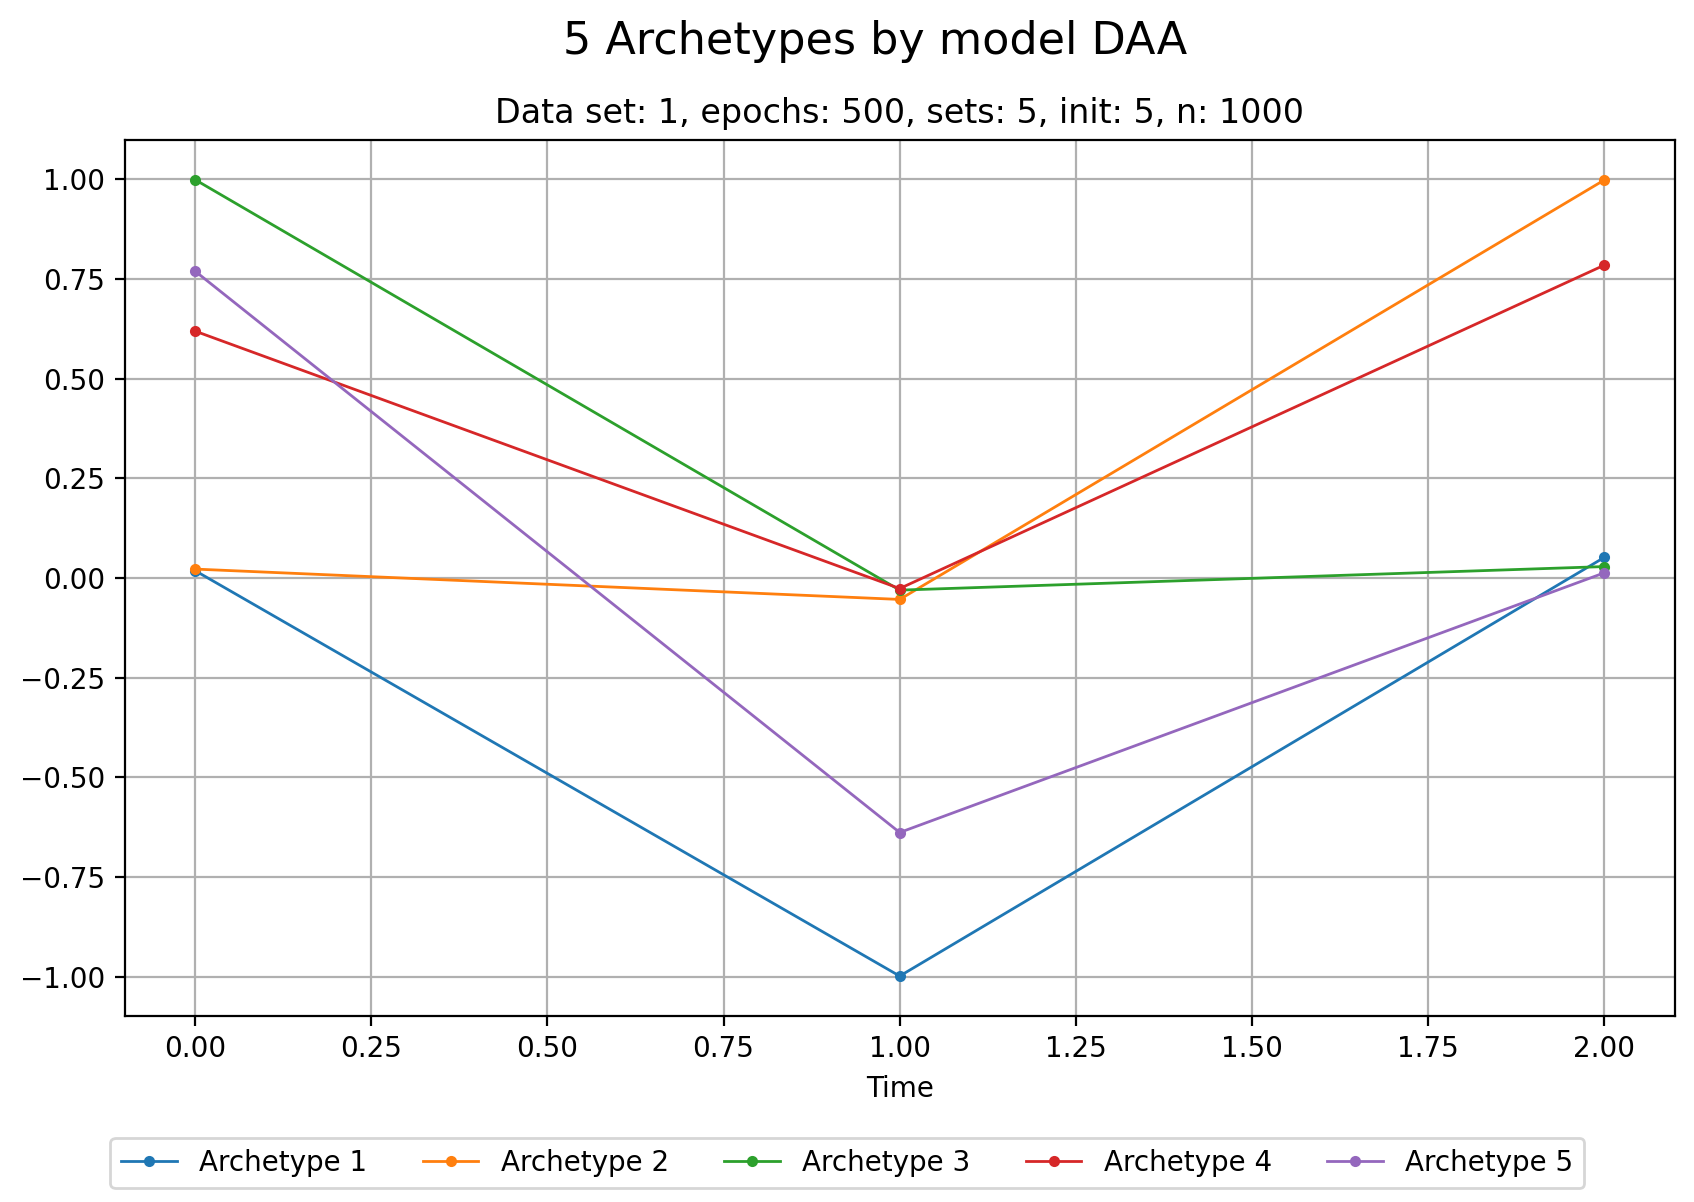 5 Archetypes by model DAA
Data set: 1, epochs: 500, sets: 5, init: 5, n: 1000
1.00
0.75
0.50
0.25
0.00
−0.25
−0.50
−0.75
−1.00
0.00 0.25 0.50 0.75 1.00 1.25 1.50 1.75 2.00
Time
Archetype 1 Archetype 2 Archetype 3 Archetype 4 Archetype 5